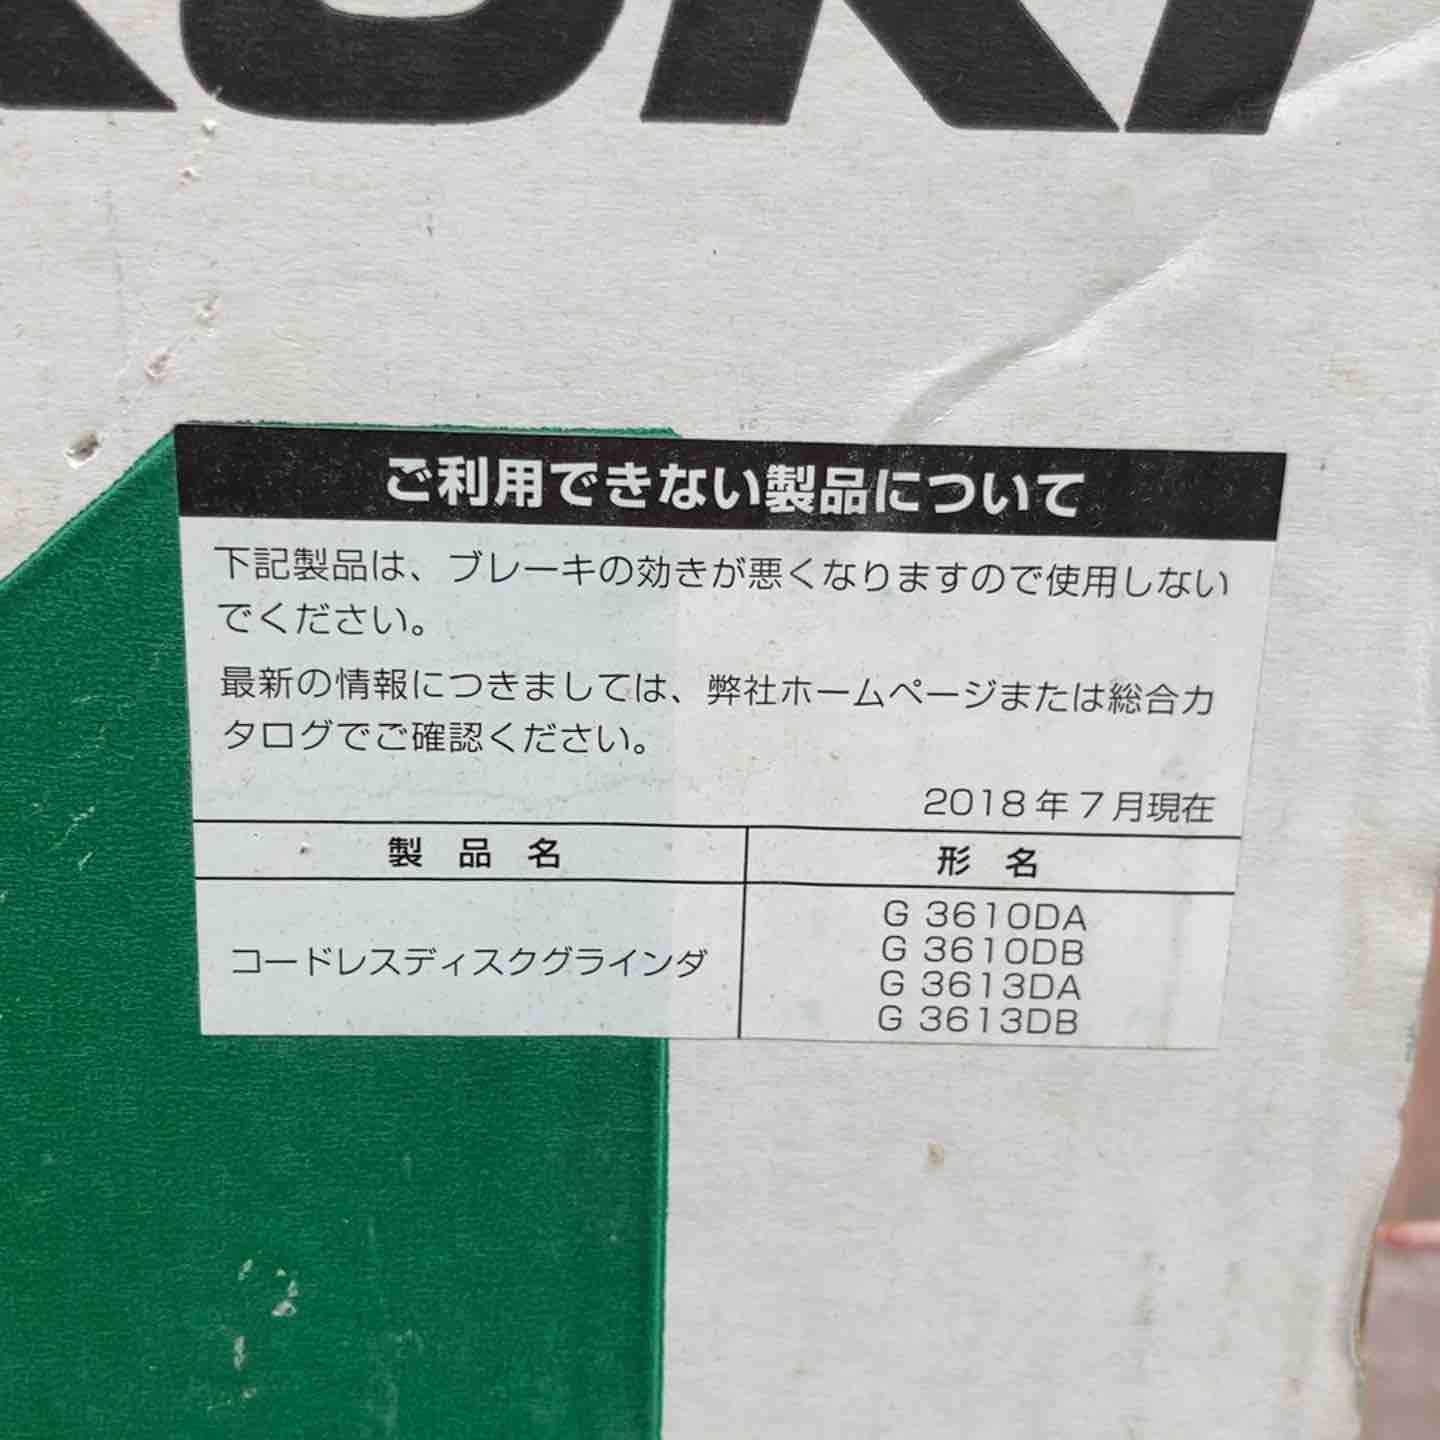 KOKI
ご利用できない製品について
下記製品は、ブレーキの効きが悪くなりますので使用しない
でください。
最新の情報につきましては、弊社ホームページまたは総合カ
タログでご確認ください。
2018年7月現在
製品名 形名
コードレスディスクグラインダ
G 3610DA
G 3610DB
G 3613DA
G 3613DB